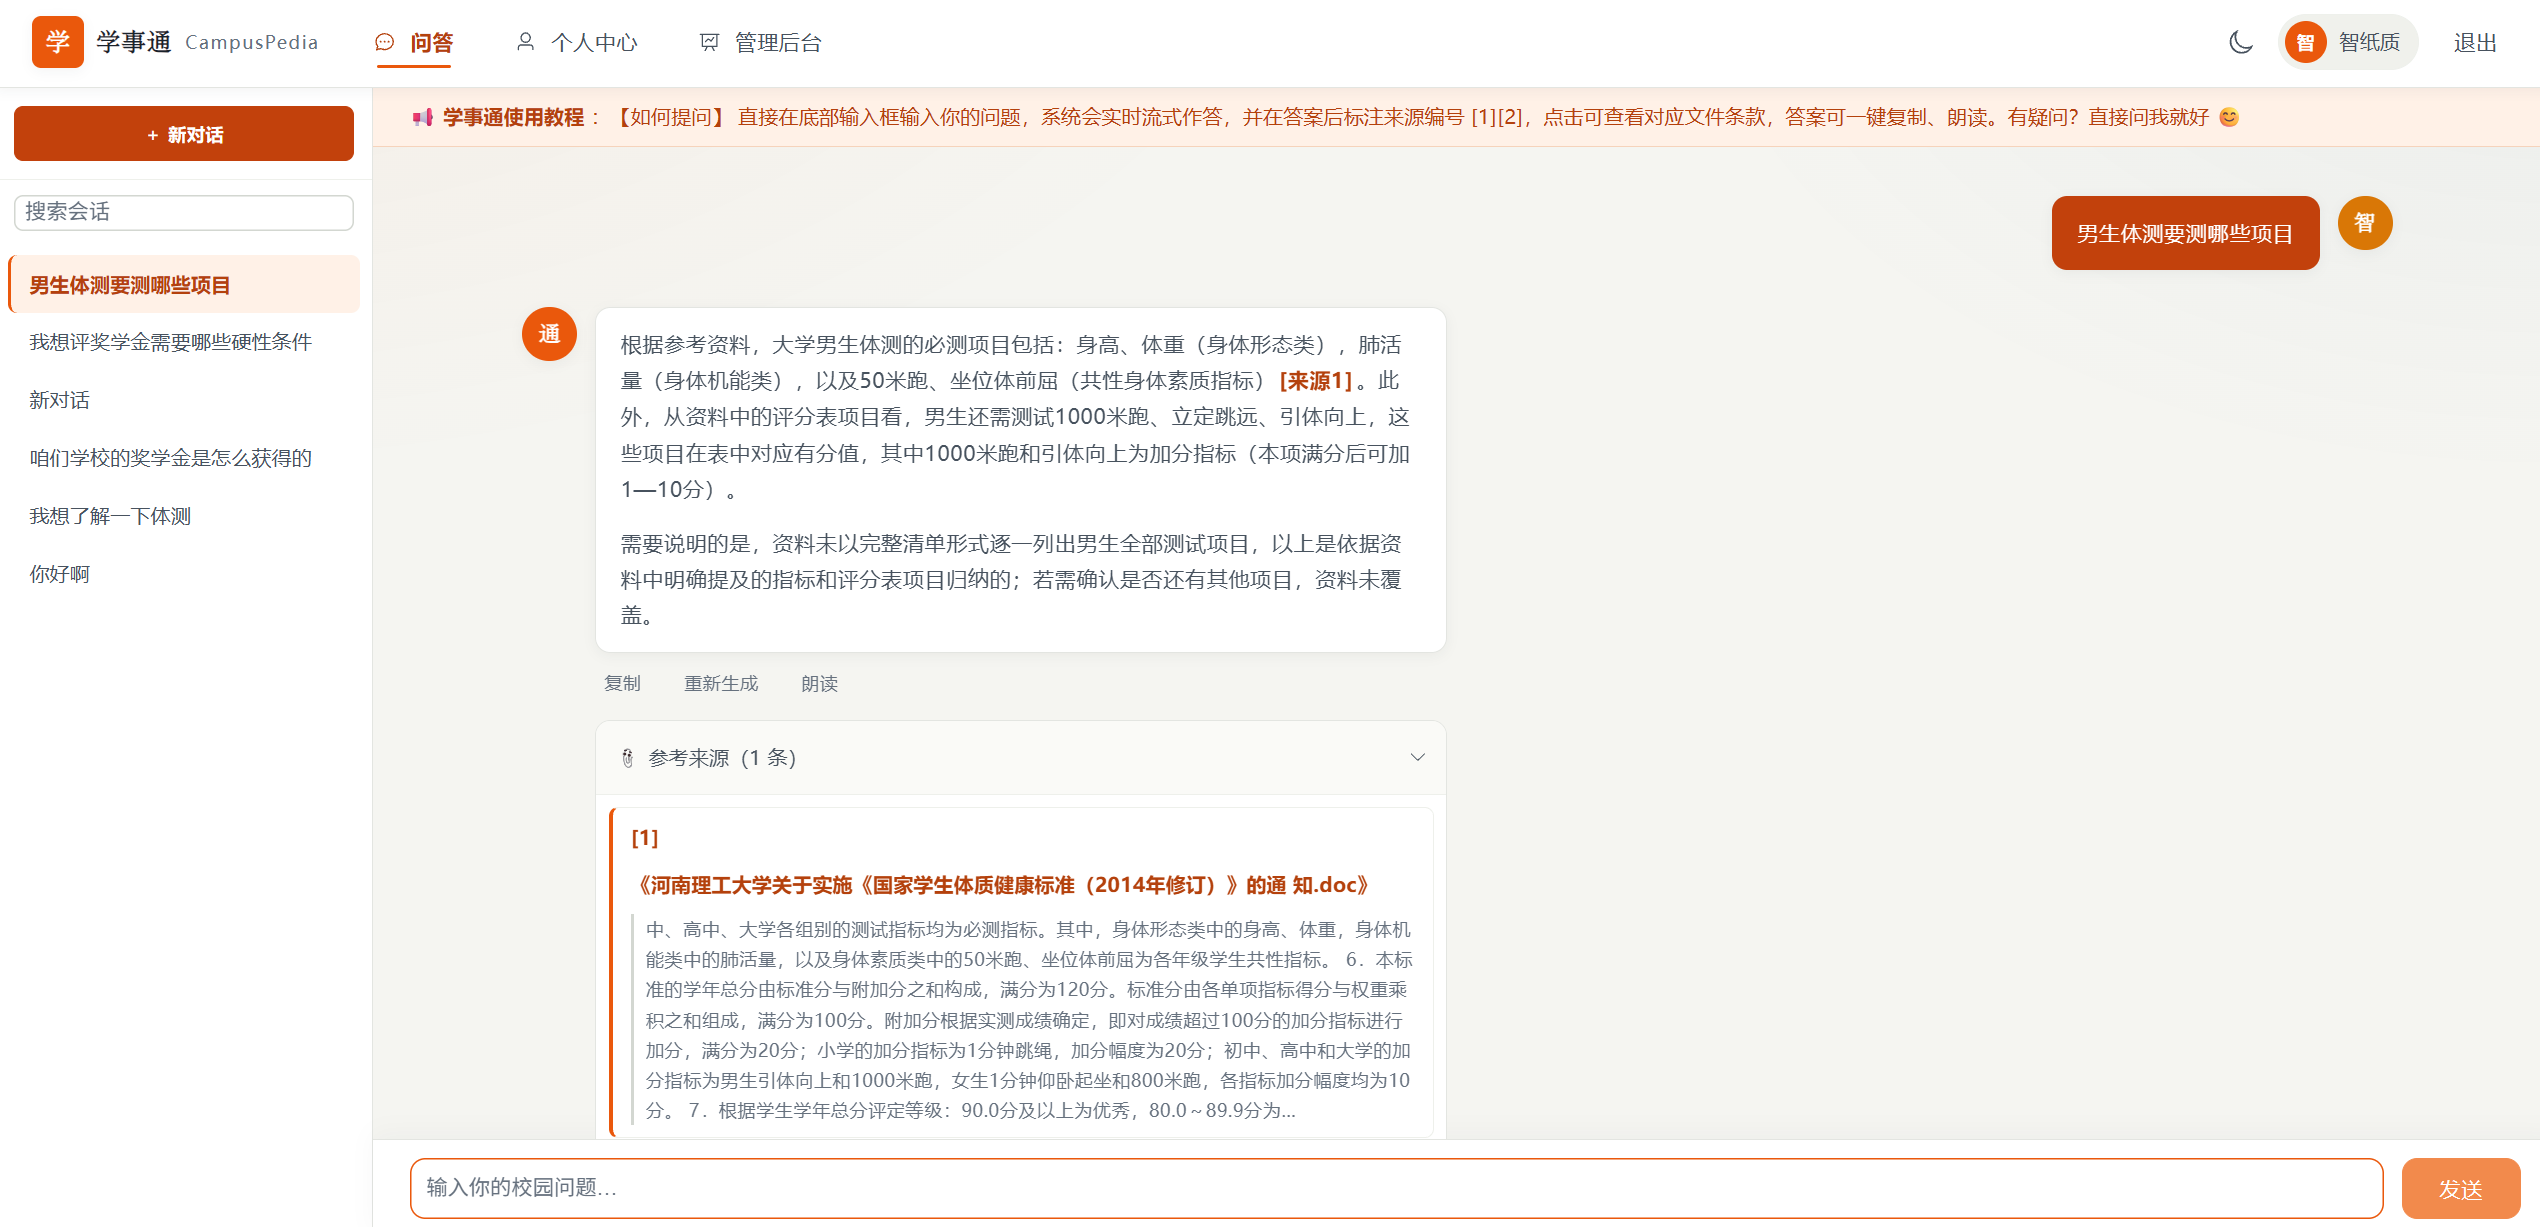 学 学事通 CampusPedia 问答 个人中心 管理后台 智 智纸质 退出
+ 新对话
搜索会话
男生体测要测哪些项目
我想评奖学金需要哪些硬性条件
新对话
咱们学校的奖学金是怎么获得的
我想了解一下体测
你好啊
学事通使用教程：【如何提问】 直接在底部输入框输入你的问题，系统会实时流式作答，并在答案后标注来源编号 [1][2]，点击可查看对应文件条款，答案可一键复制、朗读。有疑问？直接问我就好 😊
男生体测要测哪些项目
智
通
根据参考资料，大学男生体测的必测项目包括：身高、体重（身体形态类），肺活
量（身体机能类），以及50米跑、坐位体前屈（共性身体素质指标）[来源1]。此
外，从资料中的评分表项目看，男生还需测试1000米跑、立定跳远、引体向上，这
些项目在表中对应有分值，其中1000米跑和引体向上为加分指标（本项满分后可加
1—10分）。
需要说明的是，资料未以完整清单形式逐一列出男生全部测试项目，以上是依据资
料中明确提及的指标和评分表项目归纳的；若需确认是否还有其他项目，资料未覆
盖。
复制 重新生成 朗读
参考来源（1 条）
[1]
《河南理工大学关于实施《国家学生体质健康标准（2014年修订）》的通 知.doc》
中、高中、大学各组别的测试指标均为必测指标。其中，身体形态类中的身高、体重，身体机
能类中的肺活量，以及身体素质类中的50米跑、坐位体前屈为各年级学生共性指标。 6．本标
准的学年总分由标准分与附加分之和构成，满分为120分。标准分由各单项指标得分与权重乘
积之和组成，满分为100分。附加分根据实测成绩确定，即对成绩超过100分的加分指标进行
加分，满分为20分；小学的加分指标为1分钟跳绳，加分幅度为20分；初中、高中和大学的加
分指标为男生引体向上和1000米跑，女生1分钟仰卧起坐和800米跑，各指标加分幅度均为10
分。 7．根据学生学年总分评定等级：90.0分及以上为优秀，80.0～89.9分为...
输入你的校园问题...
发送